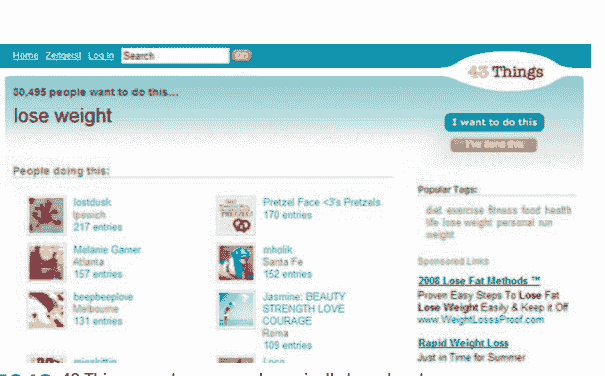 Home Zeitgeist Log In Search GO
43 Things
30,495 people want to do this...
lose weight
I want to do this
I've done this
People doing this:
lostdusk
Ipswich
217 entries
Pretzel Face <3's Pretzels
170 entries
Melanie Gamer
Atlanta
157 entries
mholik
Santa Fe
152 entries
beepbeeplove
Melbourne
131 entries
Jasmine: BEAUTY
STRENGTH LOVE
COURAGE
Roma
109 entries
Popular Tags:
diet exercise fitness food health
life lose weight personal run
weight
Sponsored Links
2008 Lose Fat Methods ™
Proven Easy Steps To Lose Fat
Lose Weight Easily & Keep it Off
www.WeightLossProof.com
Rapid Weight Loss
Just in Time for Summer
43 Things